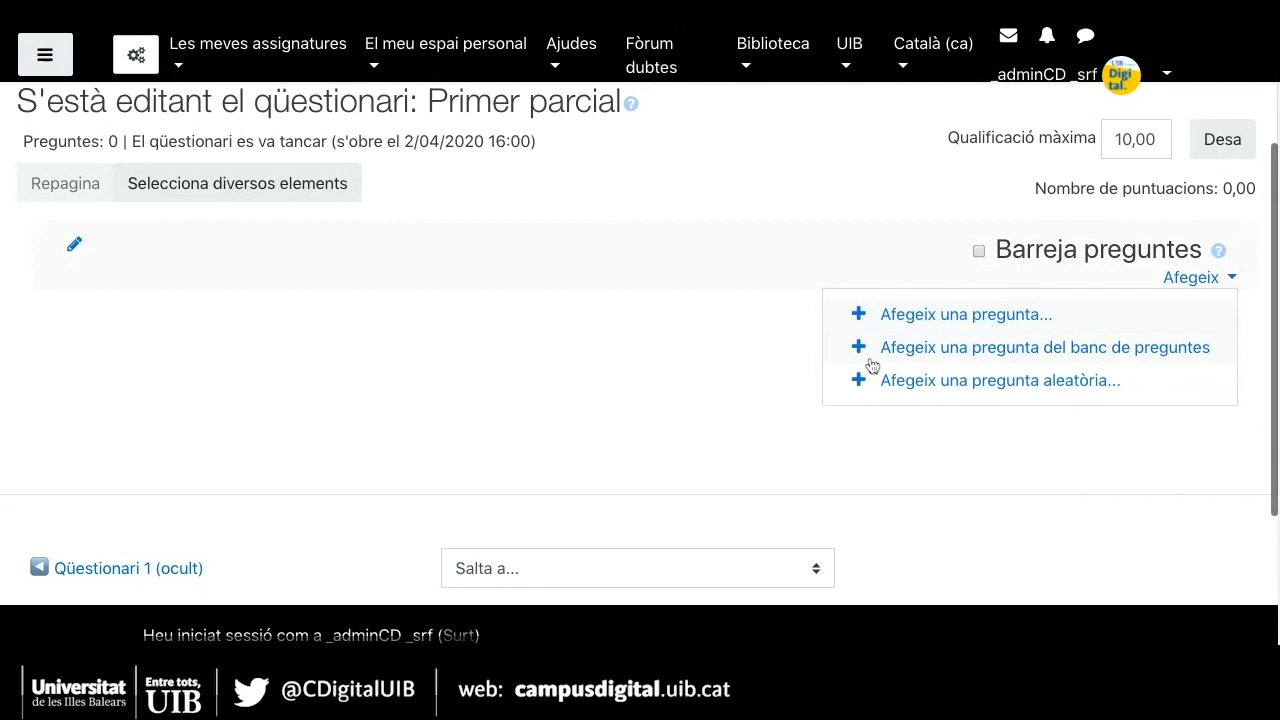 Les meves assignatures
El meu espai personal
Ajudes
Fòrum
dubtes
Biblioteca
UIB
Català (ca)
_adminCD _srf
Digi
tal.
S'està editant el qüestionari: Primer parcial
Preguntes: 0 | El qüestionari es va tancar (s'obre el 2/04/2020 16:00)
Qualificació màxima
10,00
Desa
Repagina
Selecciona diversos elements
Nombre de puntuacions: 0,00
Barreja preguntes
Afegeix
Afegeix una pregunta...
Afegeix una pregunta del banc de preguntes
Afegeix una pregunta aleatòria...
Qüestionari 1 (ocult)
Salta a...
Heu iniciat sessió com a _adminCD _srf (Surt)
Universitat
de les Illes Balears
Entre tots,
UIB
@CDigitalUIB
web: campusdigital.uib.cat